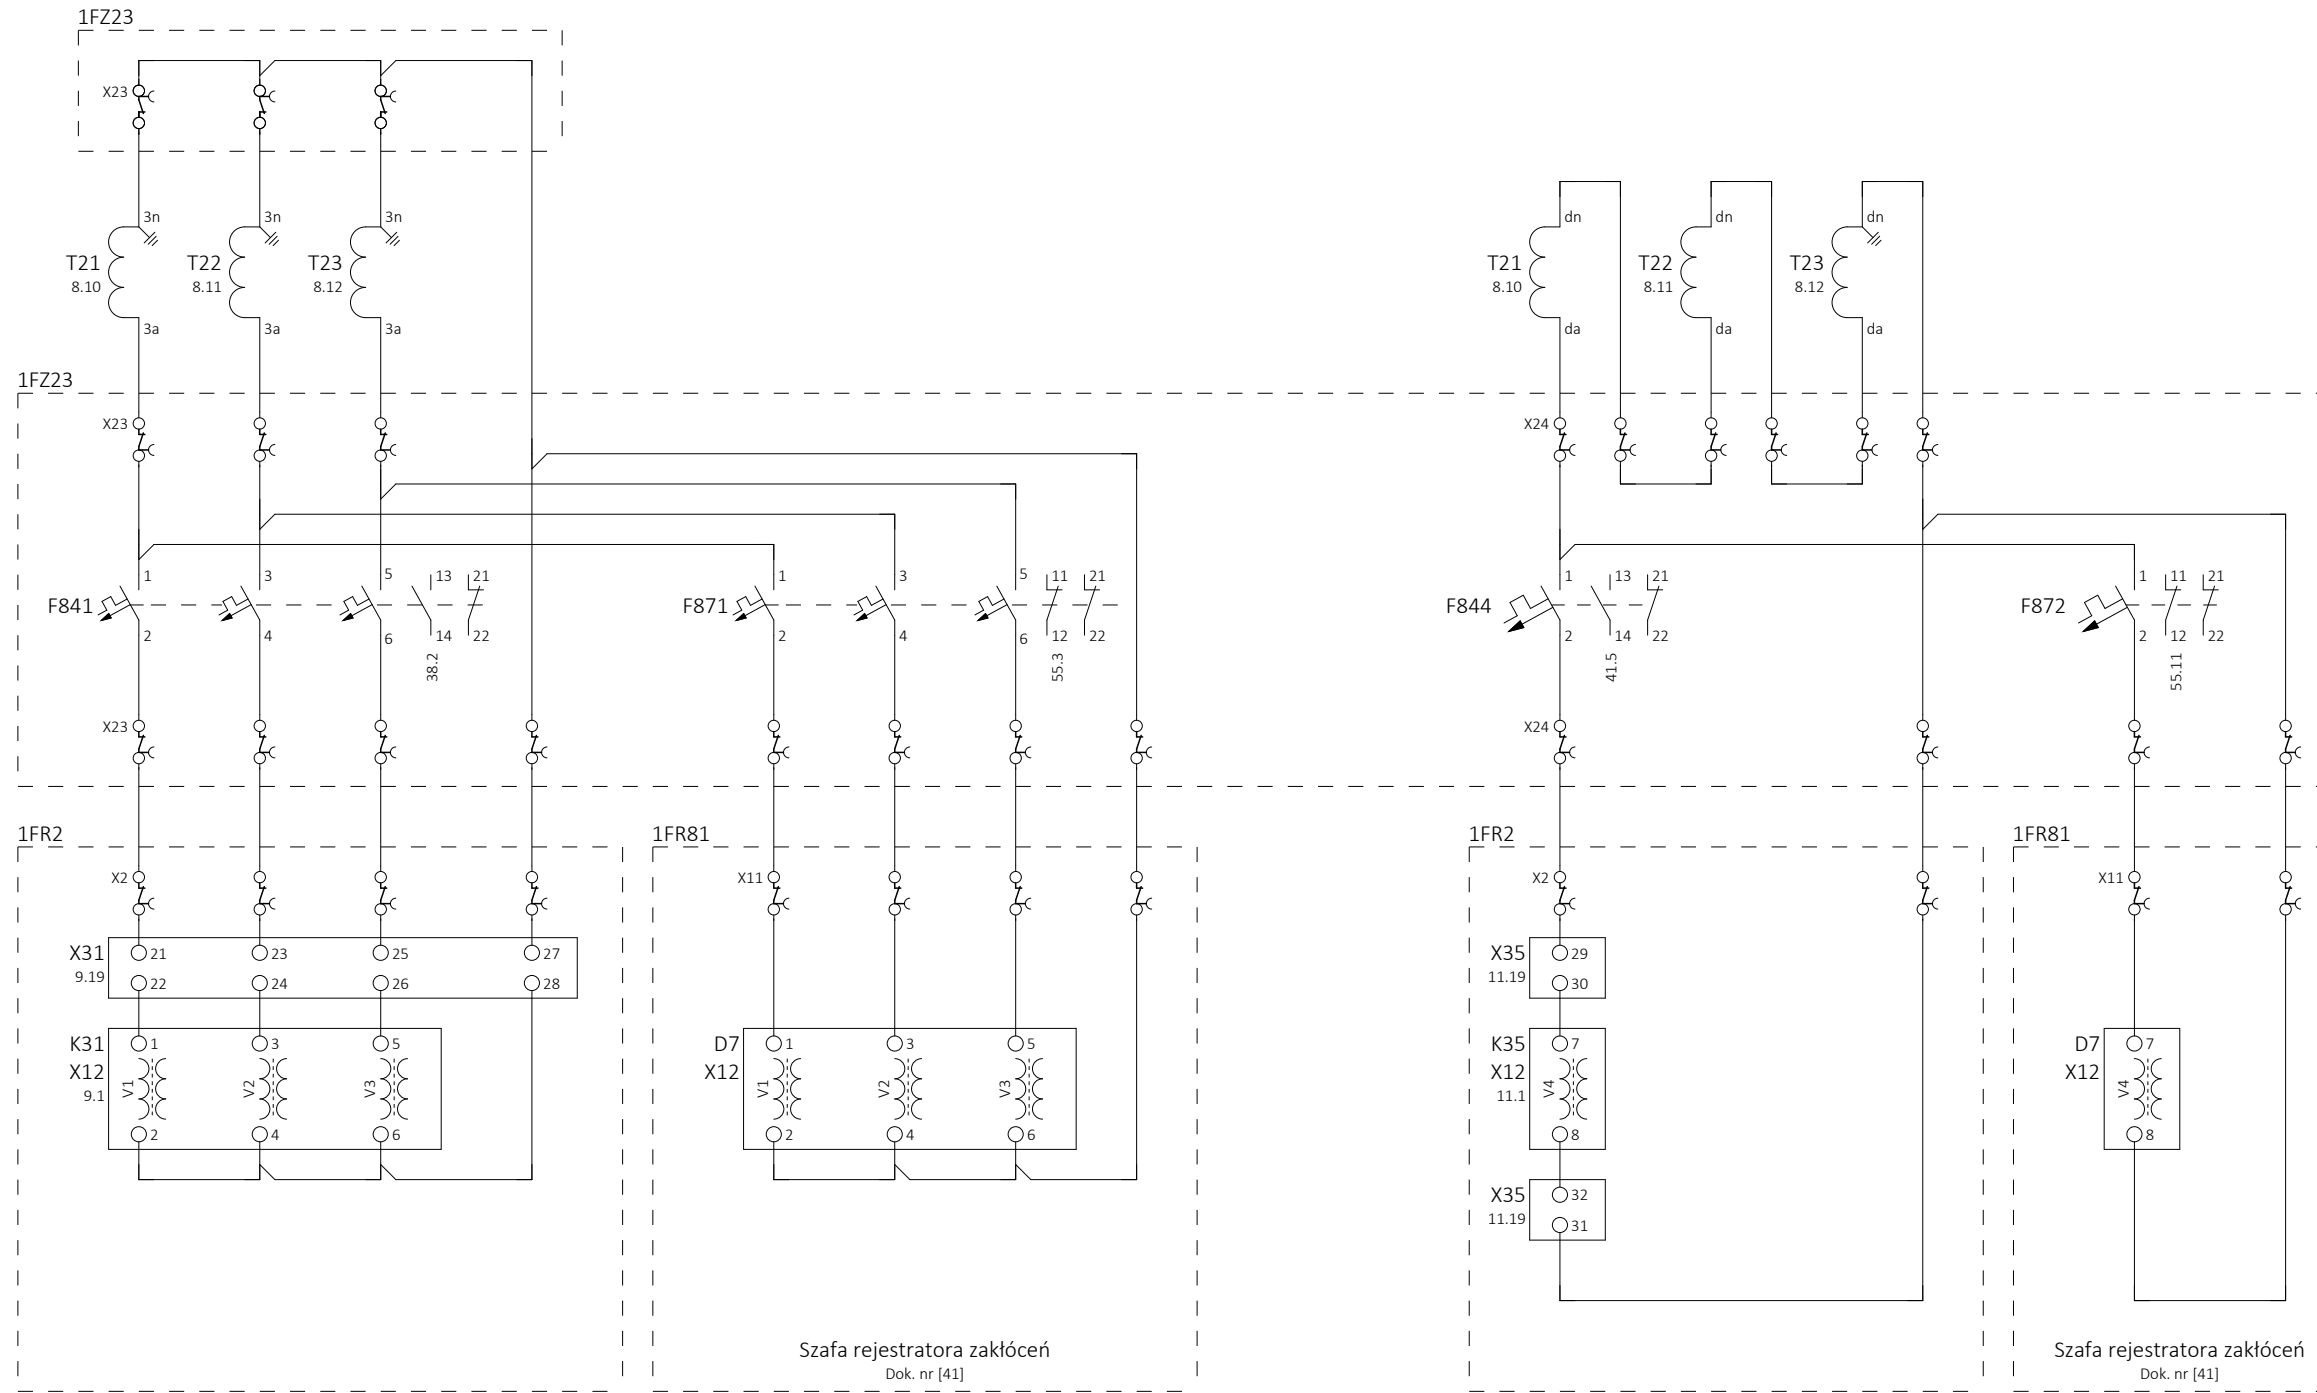 1FZ23
X23
3n 3n 3n dn dn dn
T21 T22 T23 T21 T22 T23
8.10 8.11 8.12 8.10 8.11 8.12
3a 3a 3a da da da
1FZ23
X23 X24
1 3 5 13 21 1 3 5 11 21 1 13 21 1 11 21
F841 F871 F844 F872
2 4 6 14 22 2 4 6 12 22 2 14 22 2 12 22
38.2 55.3 41.5 55.11
X23 X24
1FR2 1FR81 1FR2 1FR81
X2 X11 X2 X11
X31 21 23 25 27 X35 29
9.19 22 24 26 28 11.19 30
K31 1 3 5 D7 1 3 5 K35 7 D7 7
X12 X12 X12 X12
9.1 V1 V2 V3 V1 V2 V3 11.1 V4 V4
2 4 6 2 4 6 8 8
X35 32
11.19 31
Szafa rejestratora zakłóceń Szafa rejestratora zakłóceń
Dok. nr [41] Dok. nr [41]